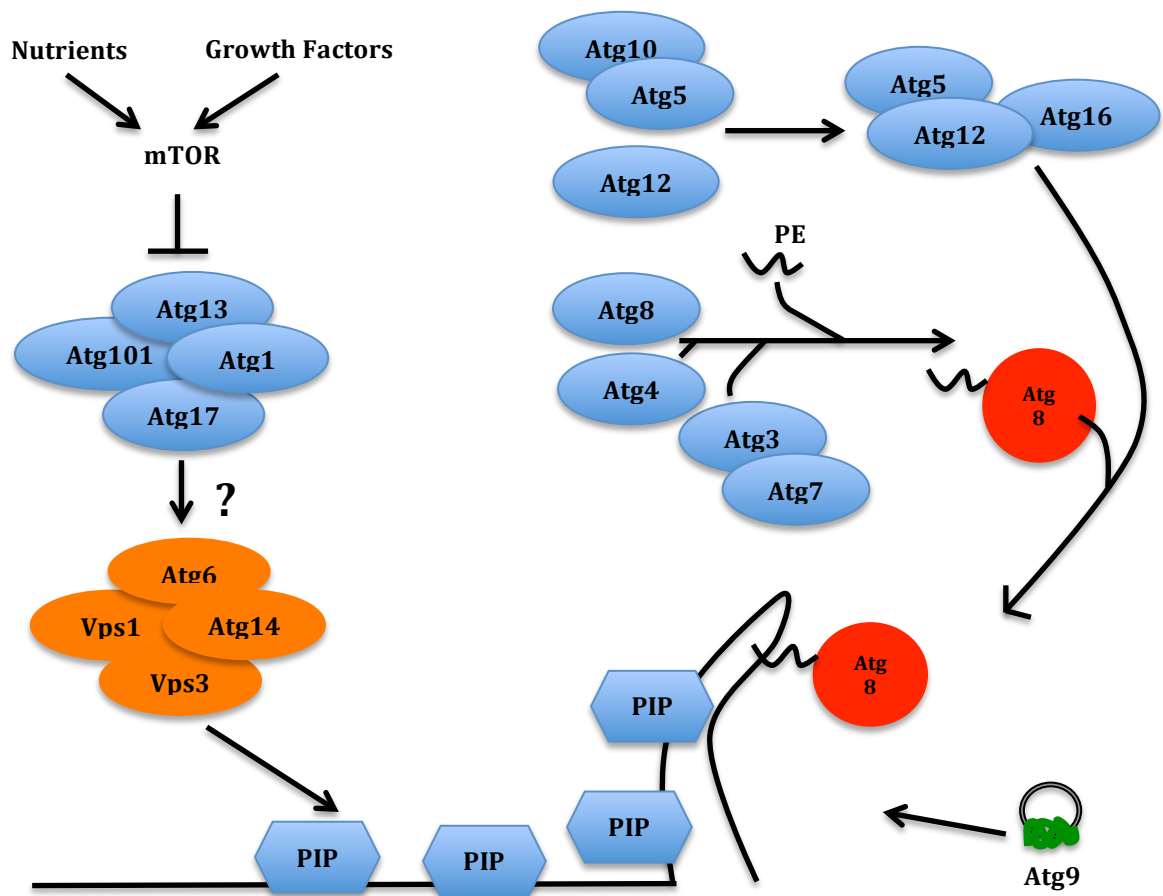 Nutrients
Growth Factors
mTOR
Atg13
Atg101
Atg1
Atg17
?
Atg6
Vps1
Atg14
Vps3
Atg10
Atg5
Atg12
Atg5
Atg12
Atg16
PE
Atg8
Atg4
Atg3
Atg7
Atg
8
Atg
8
PIP
PIP
PIP
PIP
Atg9